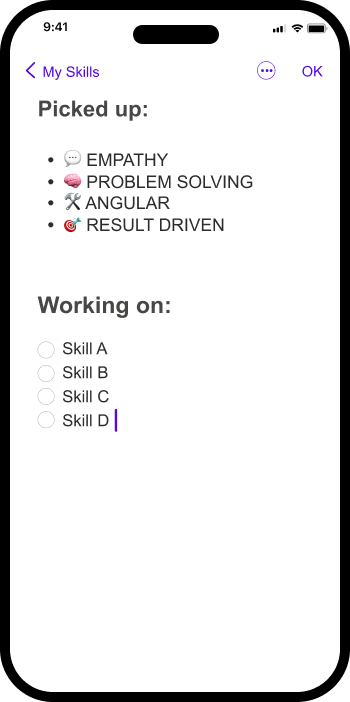 9:41
My Skills
OK
Picked up:
• 💬 EMPATHY
• 🧠 PROBLEM SOLVING
• 🛠 ANGULAR
• 🎯 RESULT DRIVEN
Working on:
Skill A
Skill B
Skill C
Skill D